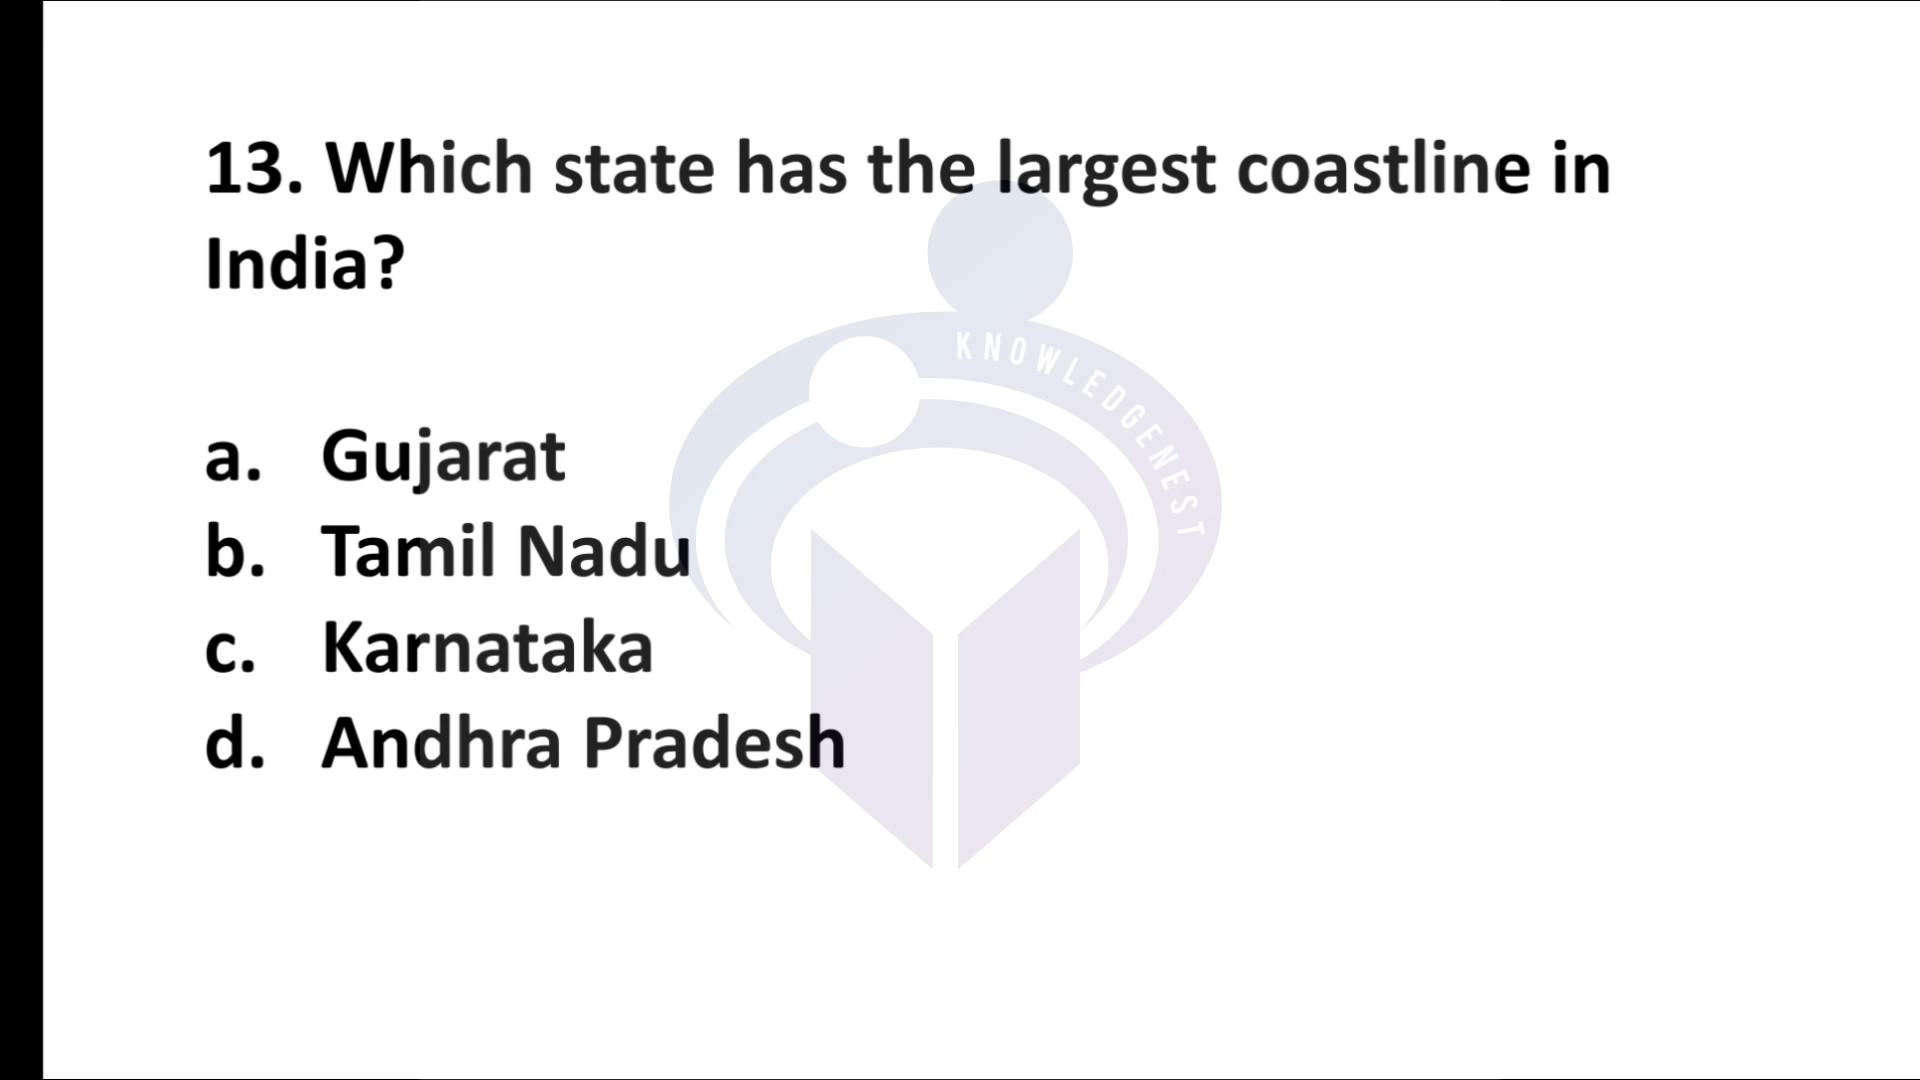 13. Which state has the largest coastline in
India?
KNOWLEDGENEST
a. Gujarat
b. Tamil Nadu
c. Karnataka
d. Andhra Pradesh